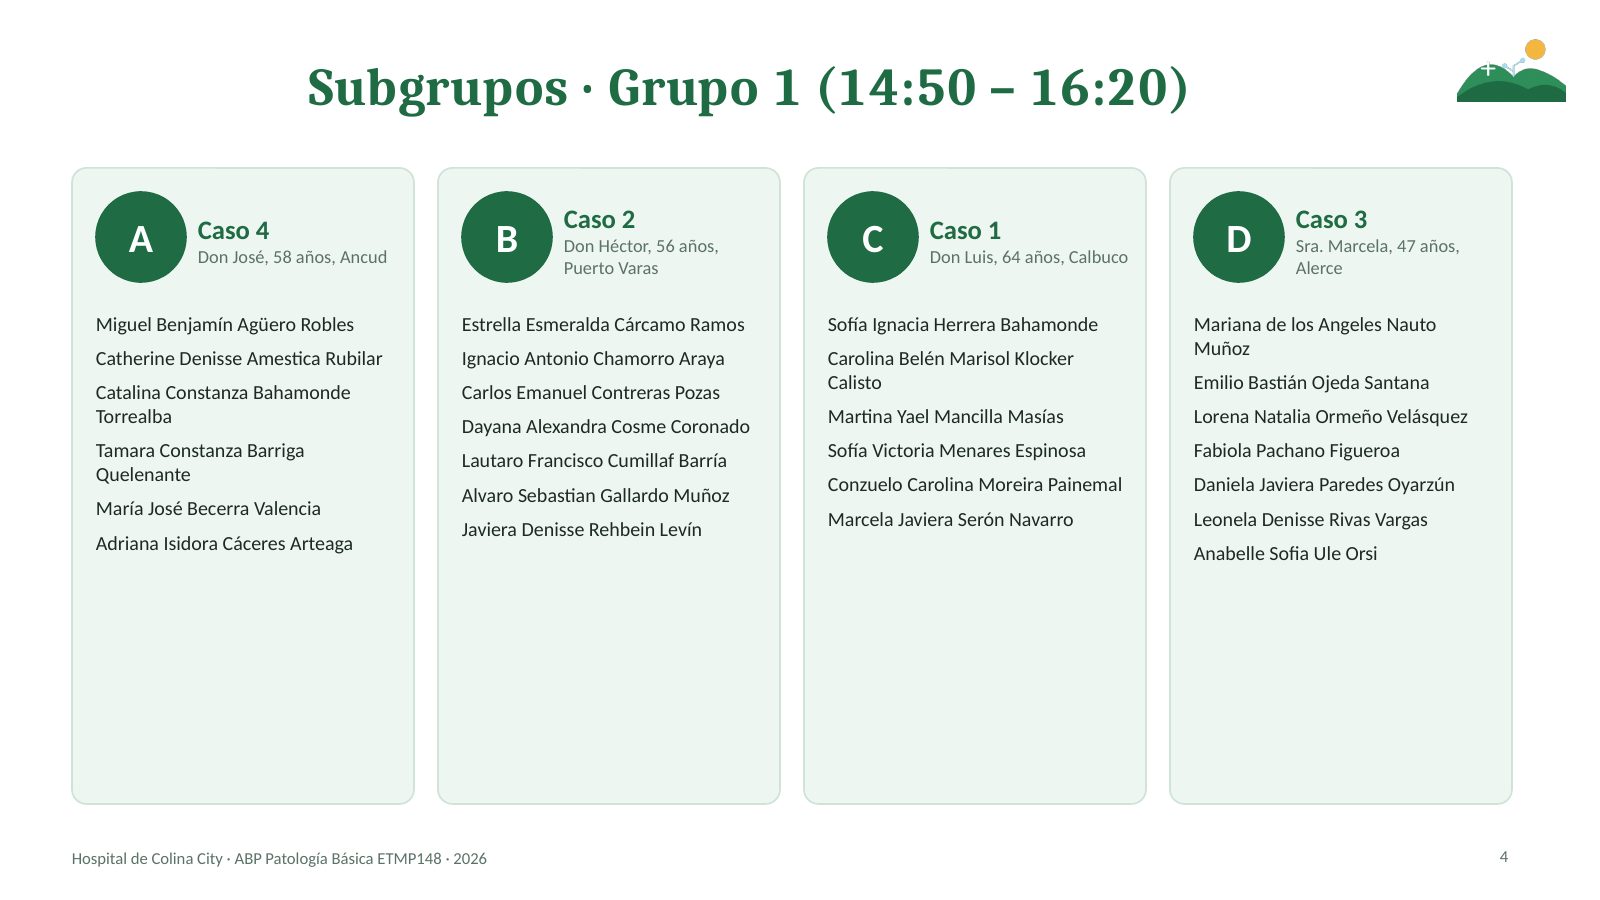 Subgrupos · Grupo 1 (14:50 – 16:20)
A
Caso 4
Don José, 58 años, Ancud
Miguel Benjamín Agüero Robles
Catherine Denisse Amestica Rubilar
Catalina Constanza Bahamonde
Torrealba
Tamara Constanza Barriga
Quelenante
María José Becerra Valencia
Adriana Isidora Cáceres Arteaga
B
Caso 2
Don Héctor, 56 años,
Puerto Varas
Estrella Esmeralda Cárcamo Ramos
Ignacio Antonio Chamorro Araya
Carlos Emanuel Contreras Pozas
Dayana Alexandra Cosme Coronado
Lautaro Francisco Cumillaf Barría
Alvaro Sebastian Gallardo Muñoz
Javiera Denisse Rehbein Levín
C
Caso 1
Don Luis, 64 años, Calbuco
Sofía Ignacia Herrera Bahamonde
Carolina Belén Marisol Klocker
Calisto
Martina Yael Mancilla Masías
Sofía Victoria Menares Espinosa
Conzuelo Carolina Moreira Painemal
Marcela Javiera Serón Navarro
D
Caso 3
Sra. Marcela, 47 años,
Alerce
Mariana de los Angeles Nauto
Muñoz
Emilio Bastián Ojeda Santana
Lorena Natalia Ormeño Velásquez
Fabiola Pachano Figueroa
Daniela Javiera Paredes Oyarzún
Leonela Denisse Rivas Vargas
Anabelle Sofia Ule Orsi
Hospital de Colina City · ABP Patología Básica ETMP148 · 2026
4